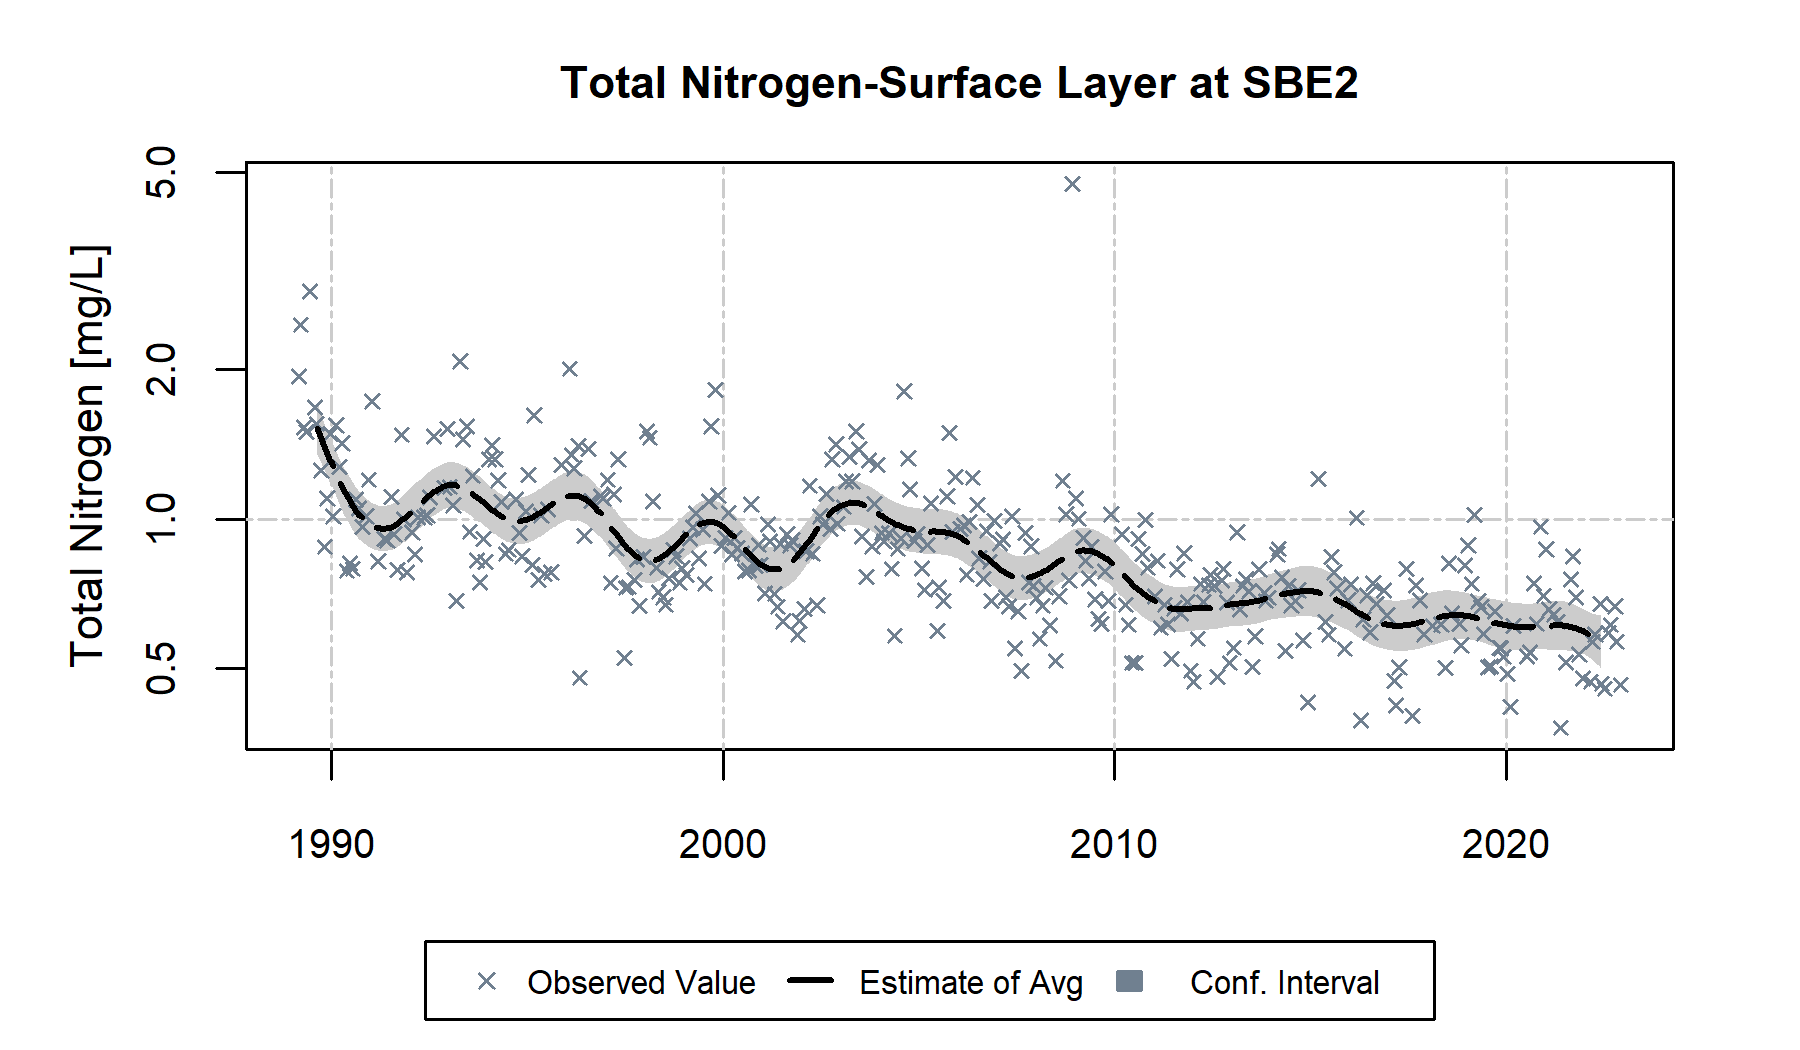 Total Nitrogen-Surface Layer at SBE2
Total Nitrogen [mg/L]
5.0
2.0
1.0
0.5
1990 2000 2010 2020
Observed Value Estimate of Avg Conf. Interval